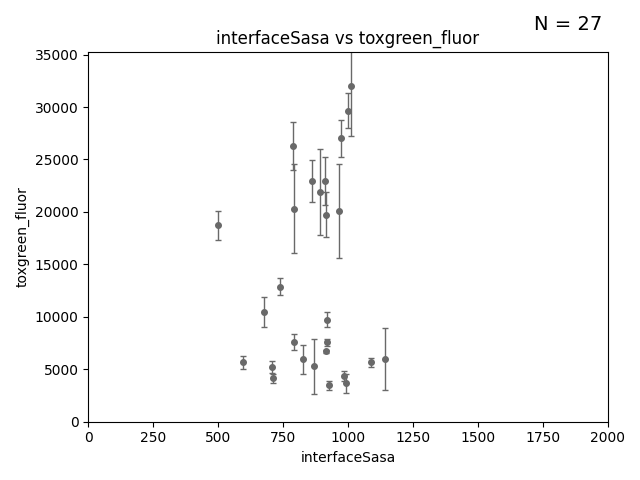 N = 27
interfaceSasa vs toxgreen_fluor
35000
30000
25000
20000
15000
10000
5000
0
toxgreen_fluor
0 250 500 750 1000 1250 1500 1750 2000
interfaceSasa